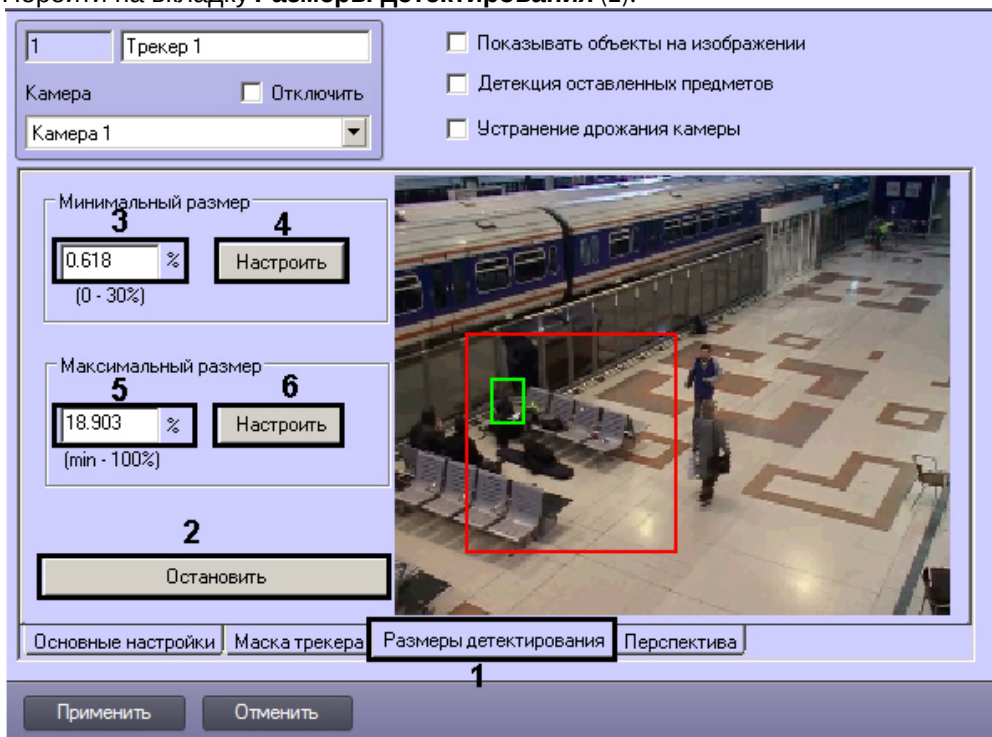 Перейти на вкладку Размеры детектирования (1).
1 Трекер 1
Показывать объекты на изображении
Камера Отключить
Детекция оставленных предметов
Камера 1
Устранение дрожания камеры
Минимальный размер
3 4
0.618 % Настроить
(0 - 30%)
Максимальный размер
5 6
18.903 % Настроить
(min - 100%)
2
Остановить
Основные настройки Маска трекера Размеры детектирования Перспектива
1
Применить Отменить